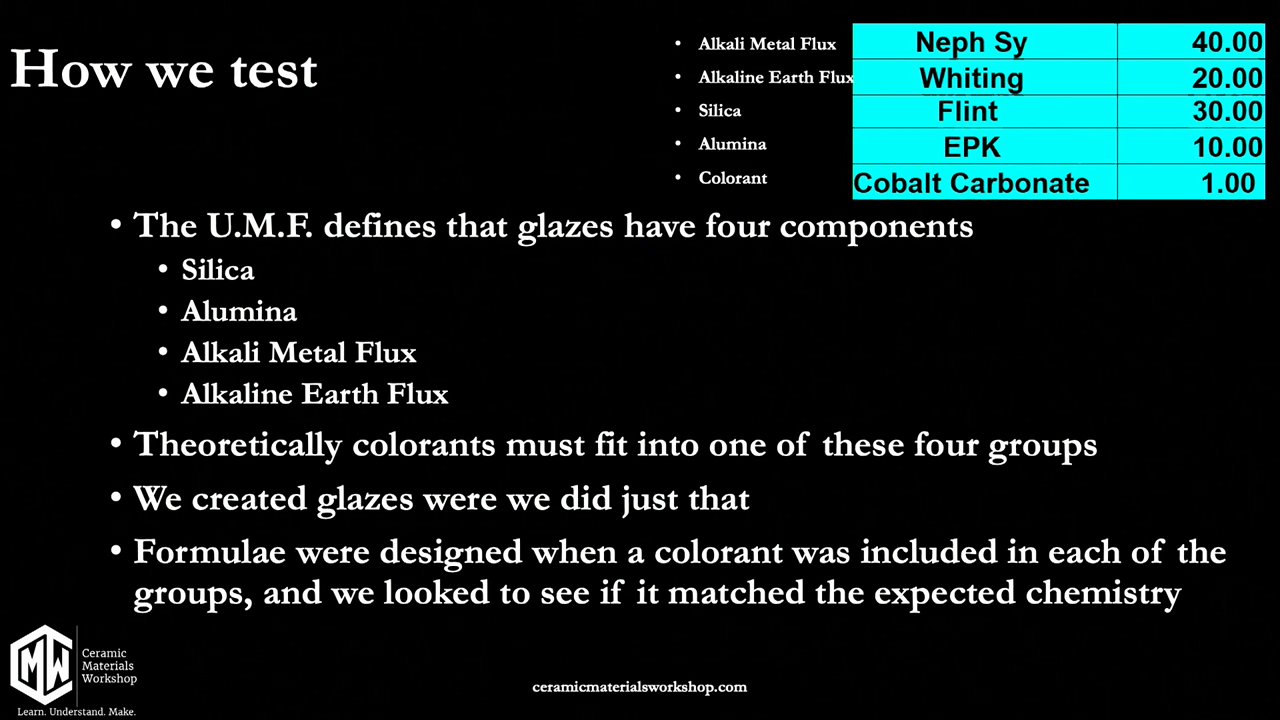 How we test
• Alkali Metal Flux Neph Sy 40.00
• Alkaline Earth Flux Whiting 20.00
• Silica Flint 30.00
• Alumina EPK 10.00
• Colorant Cobalt Carbonate 1.00
• The U.M.F. defines that glazes have four components
• Silica
• Alumina
• Alkali Metal Flux
• Alkaline Earth Flux
• Theoretically colorants must fit into one of these four groups
• We created glazes were we did just that
• Formulae were designed when a colorant was included in each of the
groups, and we looked to see if it matched the expected chemistry
CMW
Ceramic
Materials
Workshop
Learn. Understand. Make.
ceramicmaterialsworkshop.com